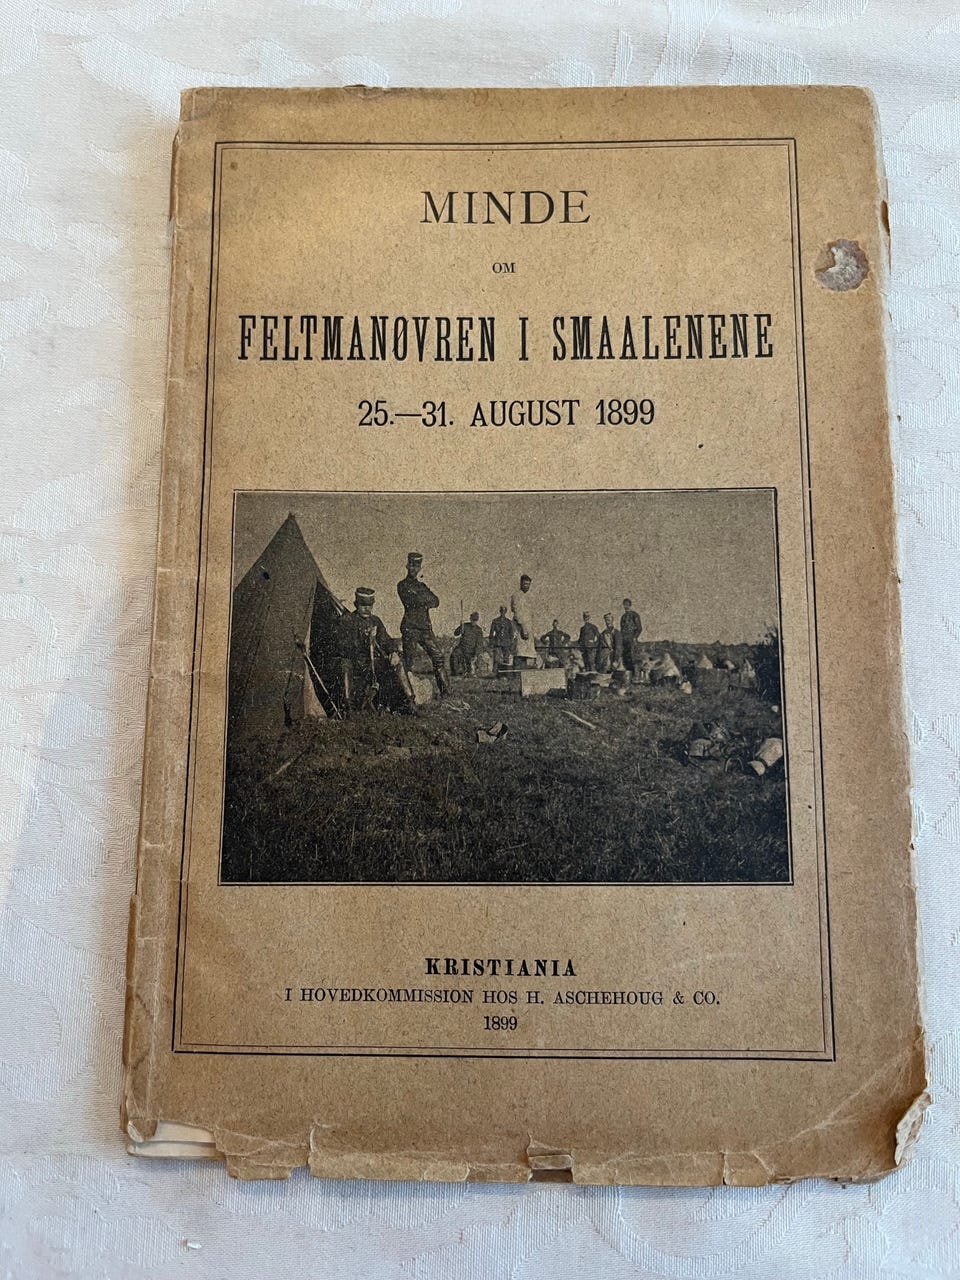 MINDE
OM
FELTMANØVREN I SMAALENENE
25.—31. AUGUST 1899
KRISTIANIA
I HOVEDKOMMISSION HOS H. ASCHEHOUG & CO.
1899